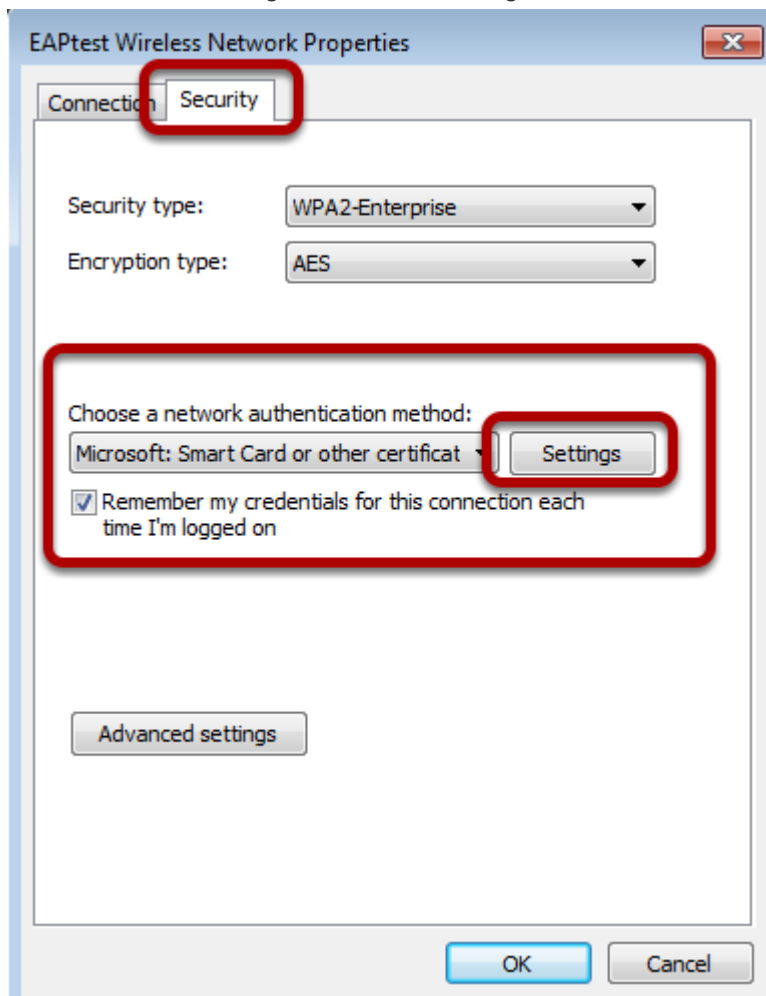 EAPtest Wireless Network Properties
Connection Security
Security type: WPA2-Enterprise
Encryption type: AES
Choose a network authentication method:
Microsoft: Smart Card or other certificat Settings
Remember my credentials for this connection each
time I'm logged on
Advanced settings
OK Cancel